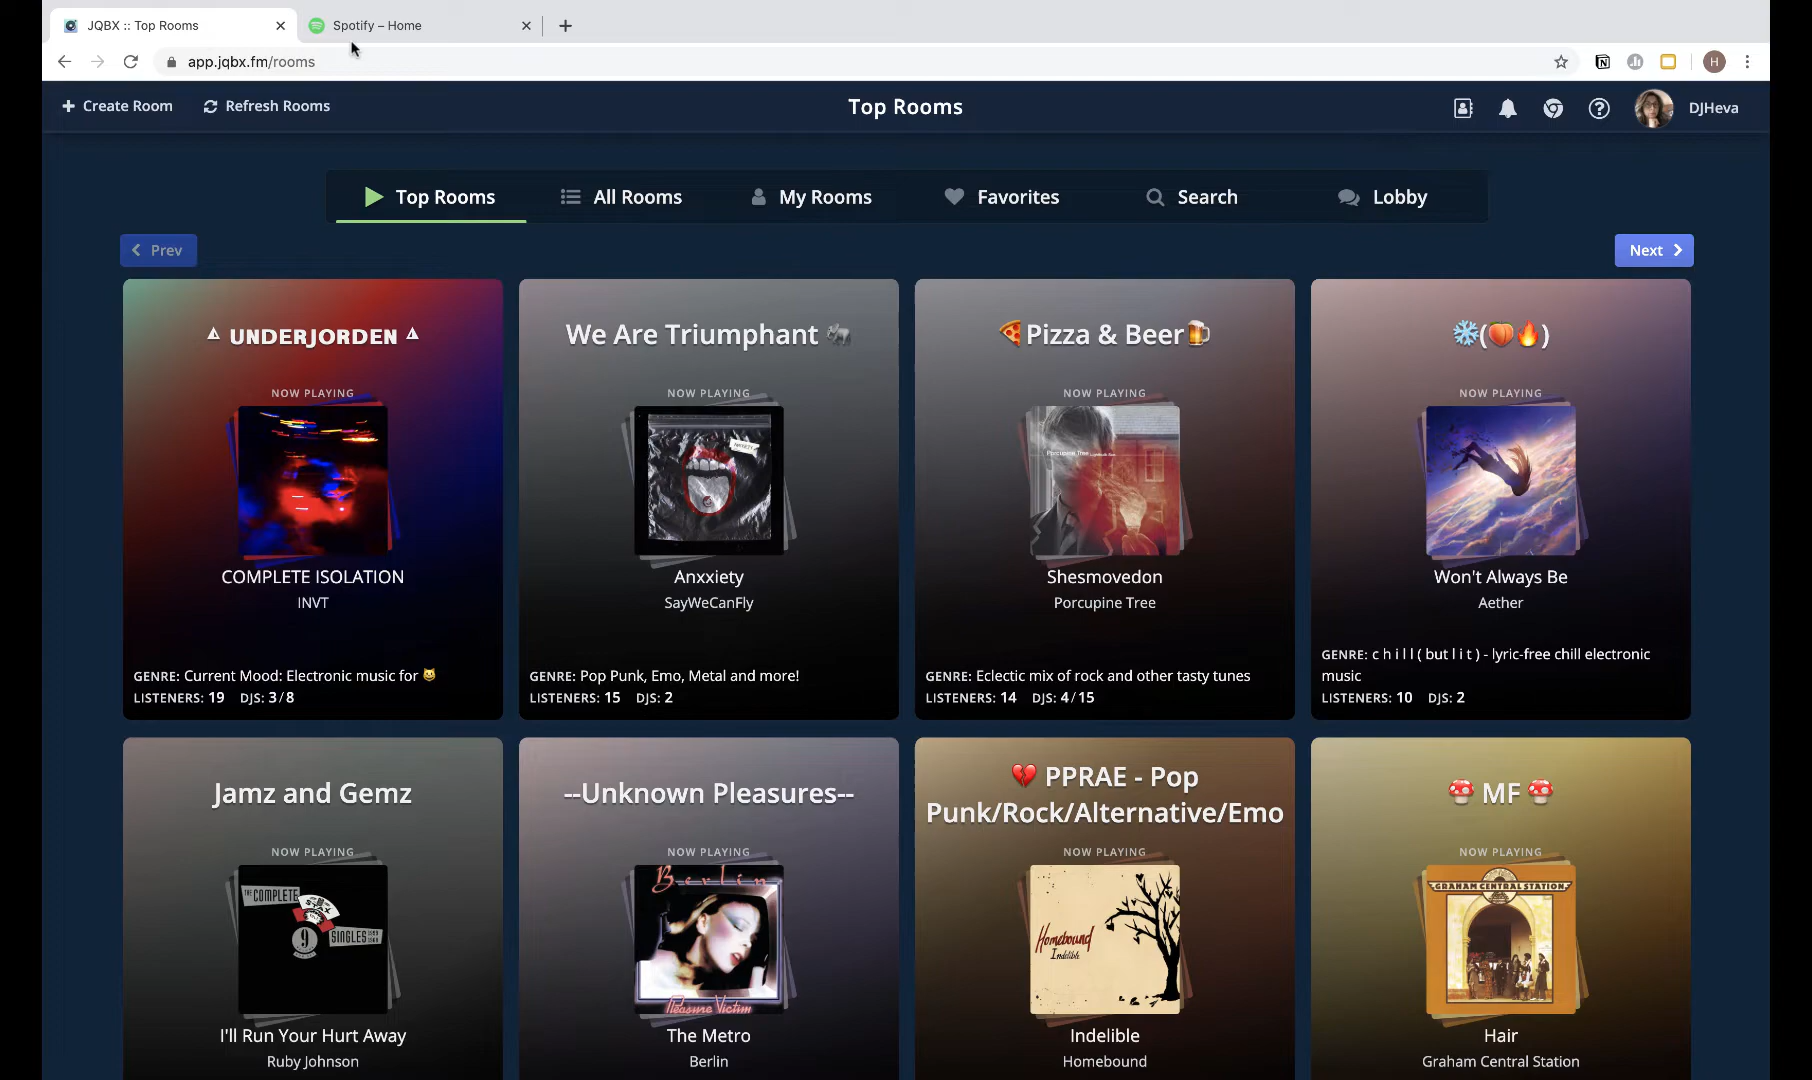 JQBX :: Top Rooms
Spotify – Home
app.jqbx.fm/rooms
H
Create Room
Refresh Rooms
Top Rooms
DJHeva
Top Rooms
All Rooms
My Rooms
Favorites
Search
Lobby
Prev
Next
UNDERJORDEN
NOW PLAYING
COMPLETE ISOLATION
INVT
GENRE: Current Mood: Electronic music for 😺
LISTENERS: 19 DJS: 3/8
We Are Triumphant
NOW PLAYING
Anxxiety
SayWeCanFly
GENRE: Pop Punk, Emo, Metal and more!
LISTENERS: 15 DJS: 2
🍕Pizza & Beer🍺
NOW PLAYING
Porcupine Tree
Shesmovedon
Porcupine Tree
GENRE: Eclectic mix of rock and other tasty tunes
LISTENERS: 14 DJS: 4/15
❄️(🍑🔥)
NOW PLAYING
Won't Always Be
Aether
GENRE: c h i l l ( but l i t ) - lyric-free chill electronic
music
LISTENERS: 10 DJS: 2
Jamz and Gemz
NOW PLAYING
THE COMPLETE
STAX
9
SINGLES
I'll Run Your Hurt Away
Ruby Johnson
--Unknown Pleasures--
NOW PLAYING
Berlin
Pleasure Victim
The Metro
Berlin
💔 PPRAE - Pop
Punk/Rock/Alternative/Emo
NOW PLAYING
Homebound
Indelible
Indelible
Homebound
🍄 MF 🍄
NOW PLAYING
GRAHAM CENTRAL STATION
Hair
Graham Central Station